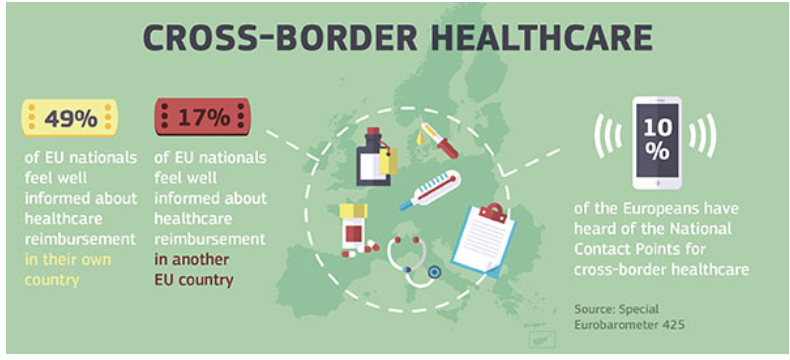 CROSS-BORDER HEALTHCARE
49%
of EU nationals
feel well
informed about
healthcare
reimbursement
in their own
country
17%
of EU nationals
feel well
informed about
healthcare
reimbursement
in another
EU country
10
%
of the Europeans have
heard of the National
Contact Points for
cross-border healthcare
Source: Special
Eurobarometer 425